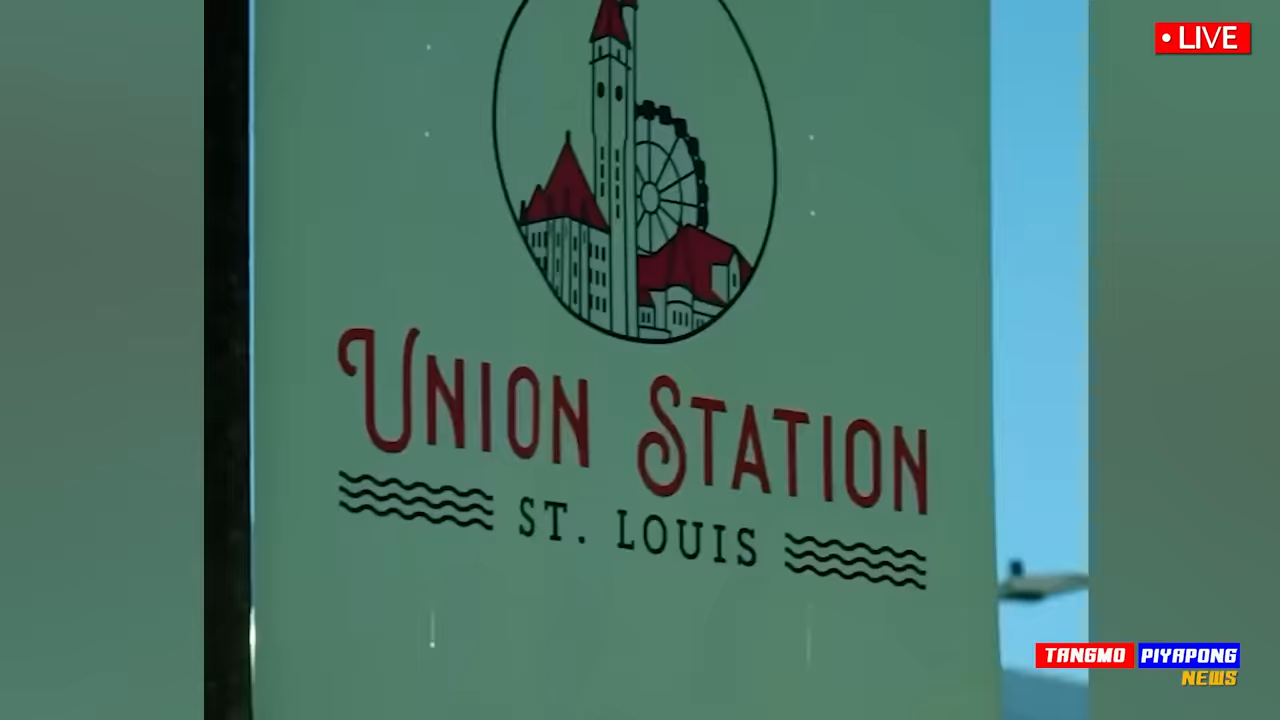 • LIVE
UNION STATION
ST. LOUIS
TANGMO PIYAPONG
NEWS